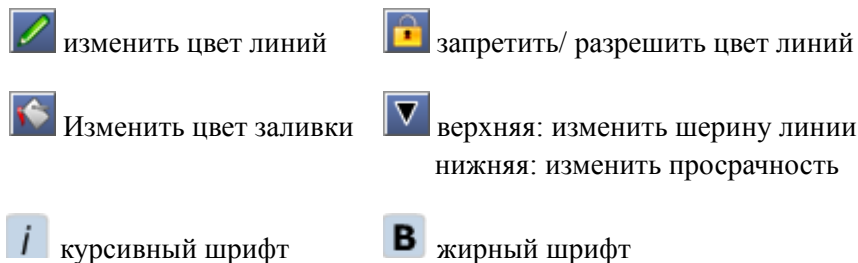 изменить цвет линий запретить/ разрешить цвет линий
Изменить цвет заливки верхняя: изменить шерину линии
нижняя: изменить просрачность
i курсивный шрифт B жирный шрифт